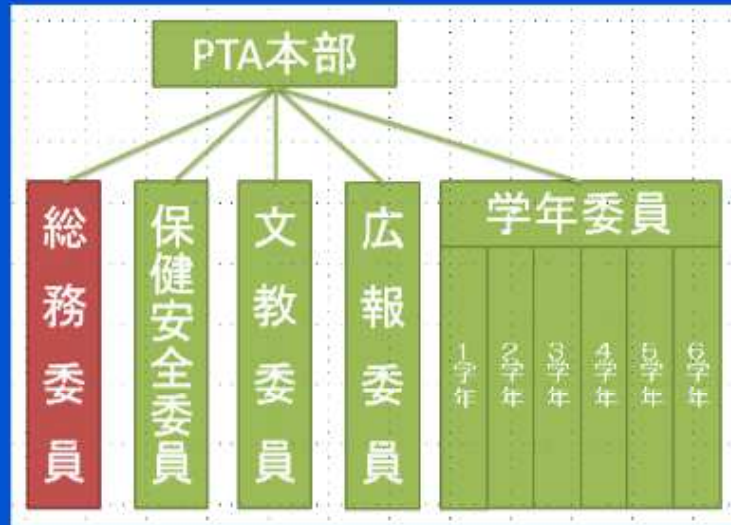 PTA本部
総務委員
保健安全委員
文教委員
広報委員
学年委員
1学年
2学年
3学年
4学年
5学年
6学年